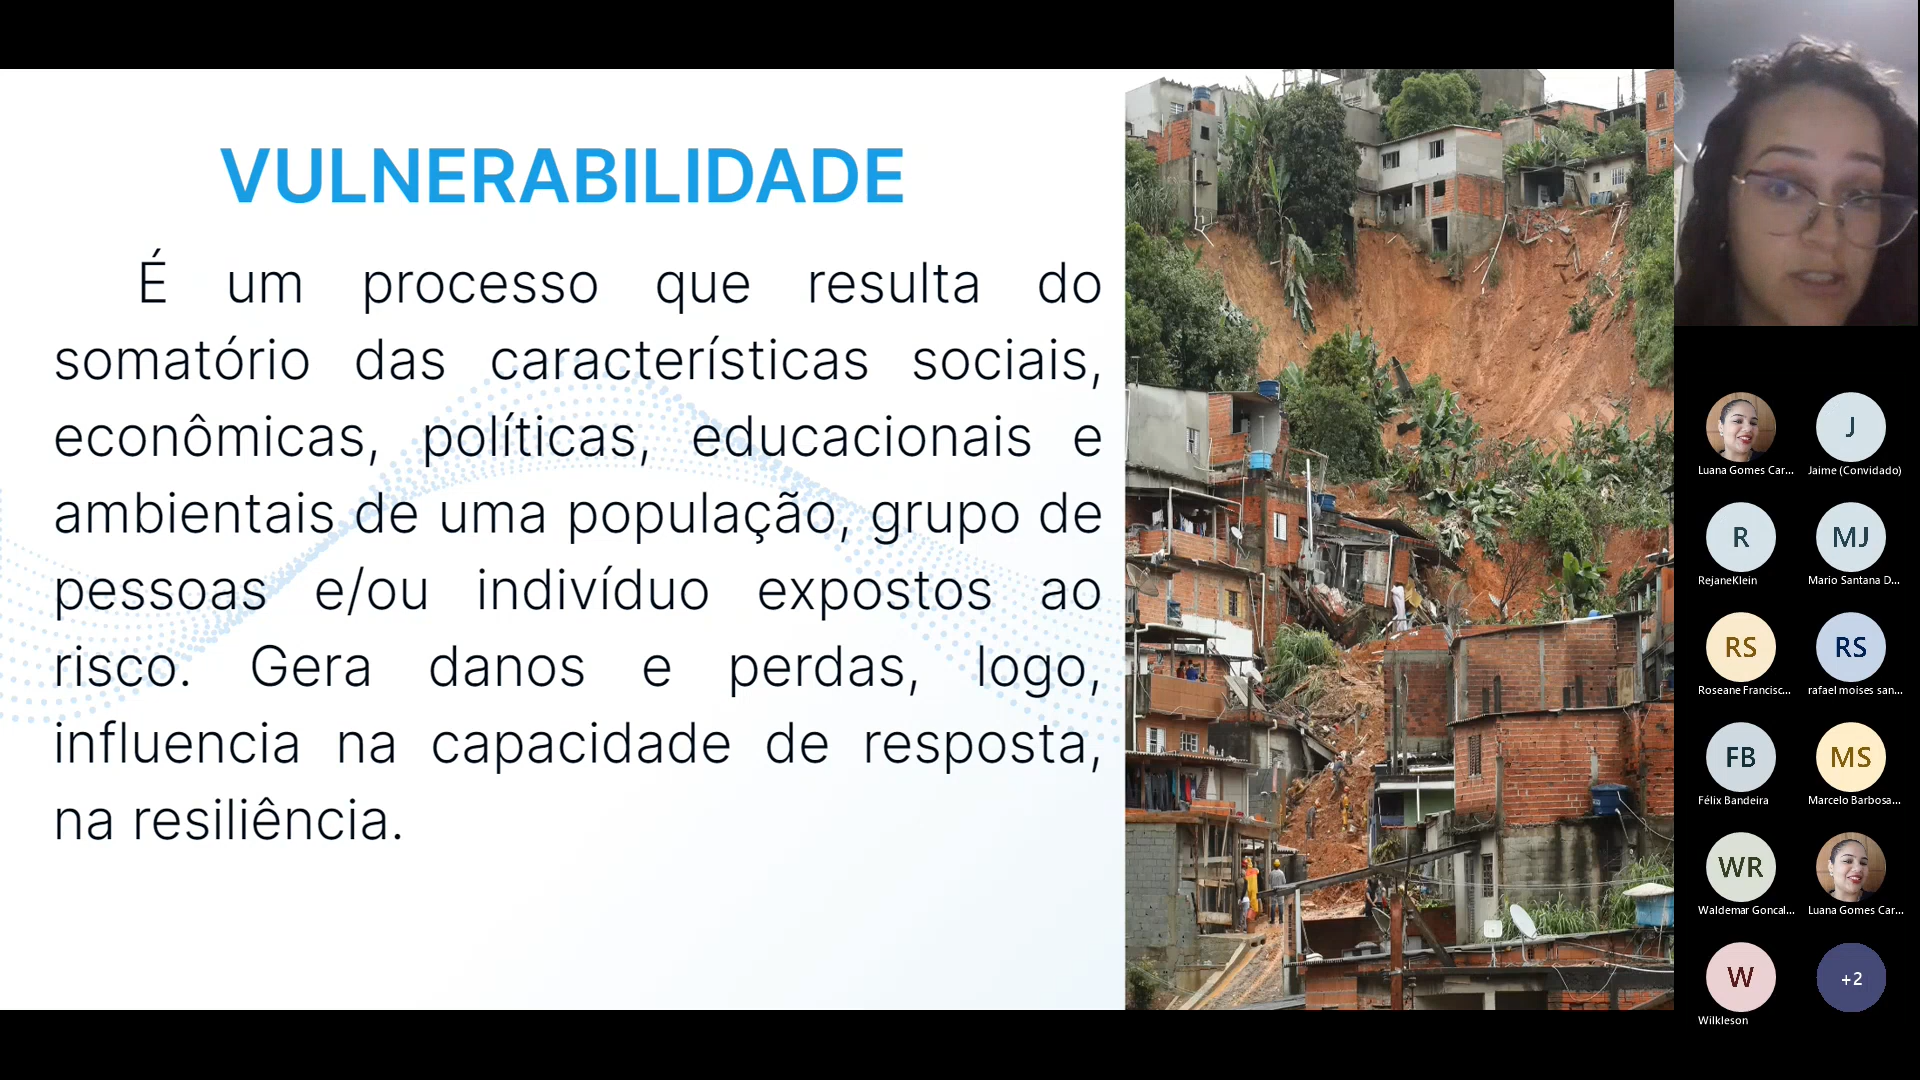 VULNERABILIDADE
É um processo que resulta do
somatório das características sociais,
econômicas, políticas, educacionais e
ambientais de uma população, grupo de
pessoas e/ou indivíduo expostos ao
risco. Gera danos e perdas, logo,
influencia na capacidade de resposta,
na resiliência.
J
Luana Gomes Car... Jaime (Convidado)
R MJ
RejaneKlein Mario Santana D...
RS RS
Roseane Francisc... rafael moises san...
FB MS
Félix Bandeira Marcelo Barbosa...
WR
Waldemar Goncal... Luana Gomes Car...
W +2
Wilkleson